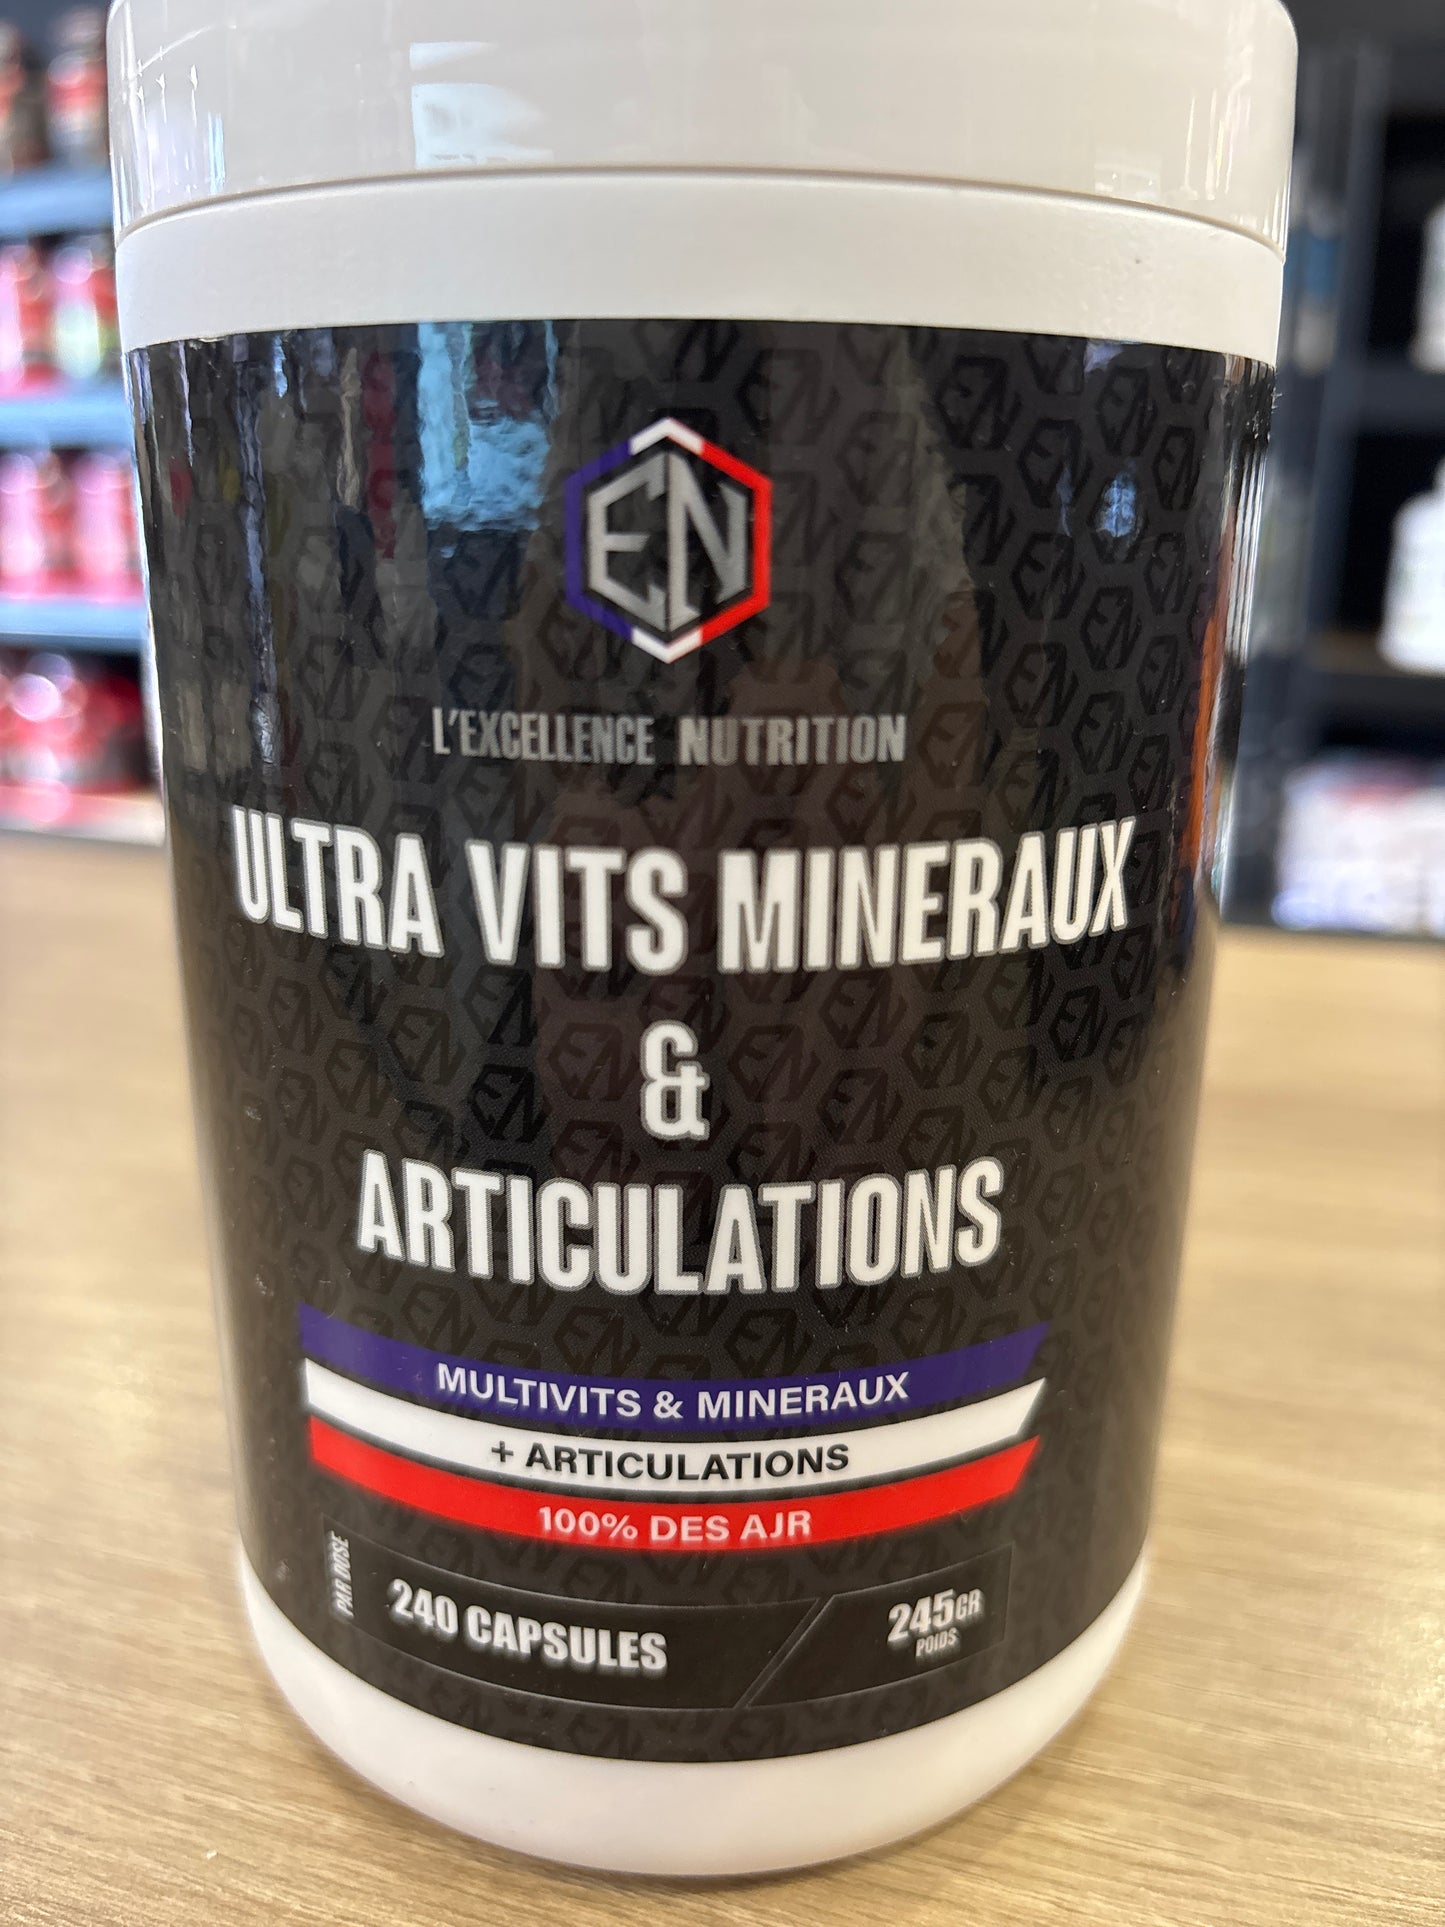 EN
L'EXCELLENCE NUTRITION
ULTRA VITS MINERAUX
&
ARTICULATIONS
MULTIVITS & MINERAUX
+ ARTICULATIONS
100% DES AJR
PAR DOSE
240 CAPSULES
245GR
POIDS